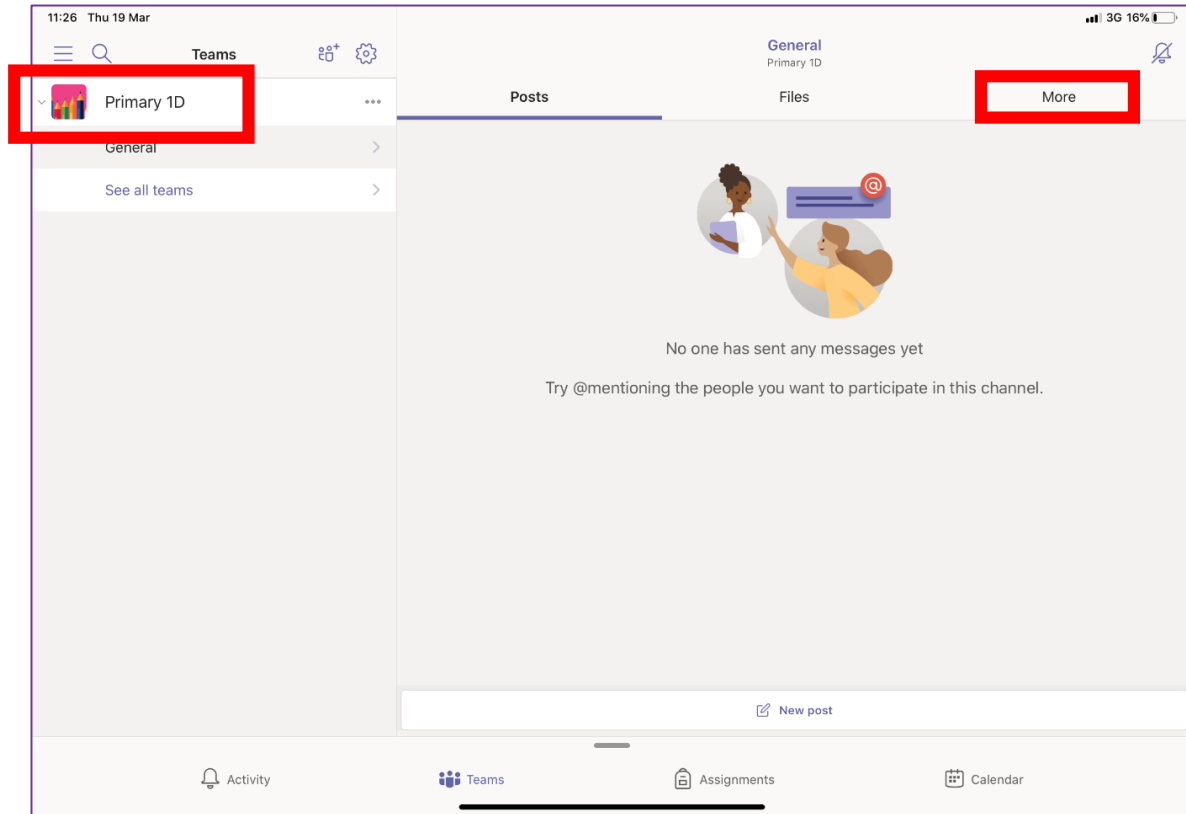 11:26 Thu 19 Mar
3G 16%
Teams
General
Primary 1D
Primary 1D
General
See all teams
Posts Files More
@
No one has sent any messages yet
Try @mentioning the people you want to participate in this channel.
New post
Activity Teams Assignments Calendar